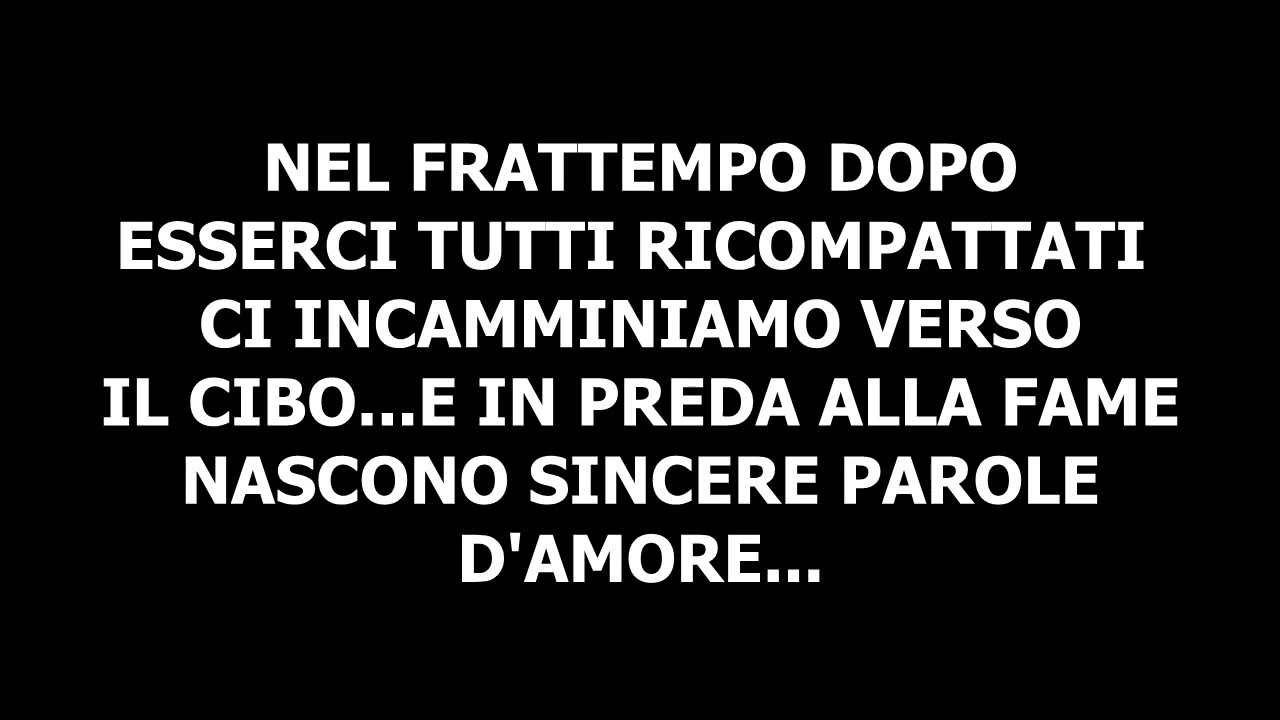 NEL FRATTEMPO DOPO
ESSERCI TUTTI RICOMPATTATI
CI INCAMMINIAMO VERSO
IL CIBO...E IN PREDA ALLA FAME
NASCONO SINCERE PAROLE
D'AMORE...